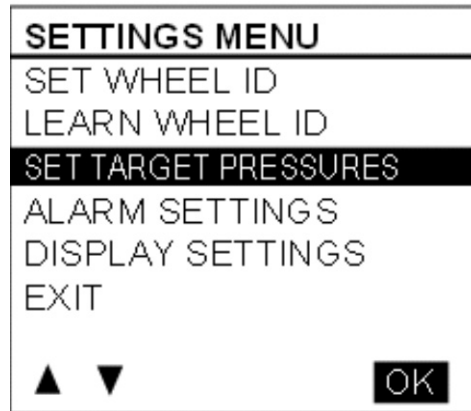 SETTINGS MENU
SET WHEEL ID
LEARN WHEEL ID
SET TARGET PRESSURES
ALARM SETTINGS
DISPLAY SETTINGS
EXIT
▲ ▼ OK